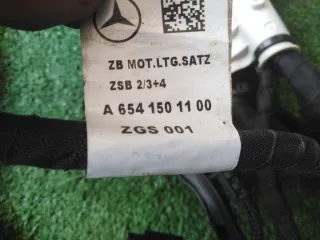 ZB MOT.LTG.SATZ
ZSB 2/3+4
A 654 150 11 00
ZGS 001